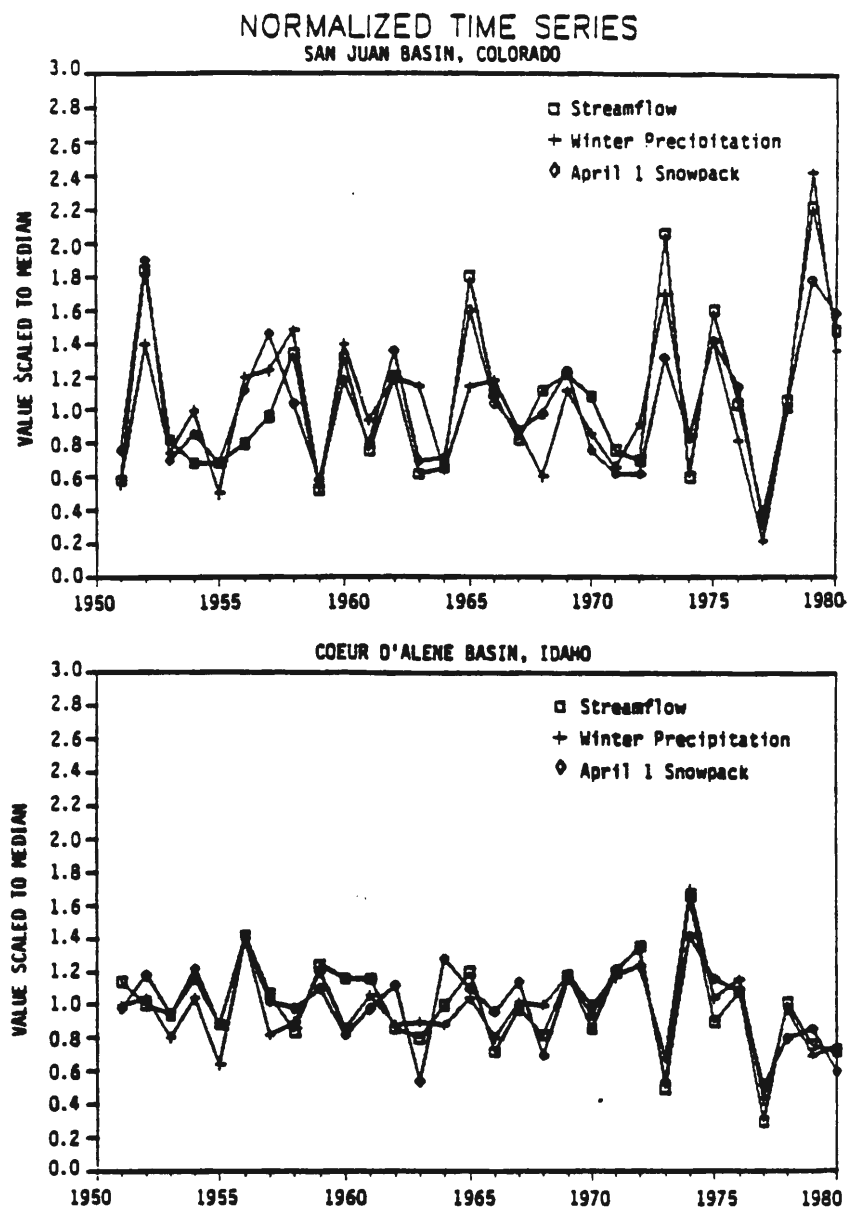 NORMALIZED TIME SERIES
SAN JUAN BASIN, COLORADO
3.0
2.8
2.6
2.4
2.2
2.0
1.8
1.6
1.4
1.2
1.0
0.8
0.6
0.4
0.2
0.0
VALUE SCALED TO MEDIAN
Streamflow
Winter Precioitation
April 1 Snowpack
1950 1955 1960 1965 1970 1975 1980
COEUR D'ALENE BASIN, IDAHO
3.0
2.8
2.6
2.4
2.2
2.0
1.8
1.6
1.4
1.2
1.0
0.8
0.6
0.4
0.2
0.0
VALUE SCALED TO MEDIAN
Streamflow
Winter Precipitation
April 1 Snowpack
1950 1955 1960 1965 1970 1975 1980